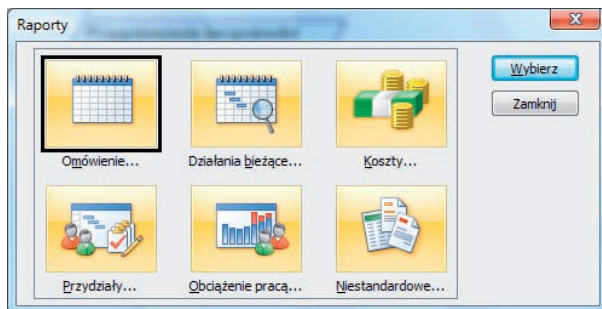 Raporty
Wybierz
Zamknij
Omówienie...
Działania bieżące...
Koszty...
Przydziały...
Obciążenie pracą...
Niestandardowe...